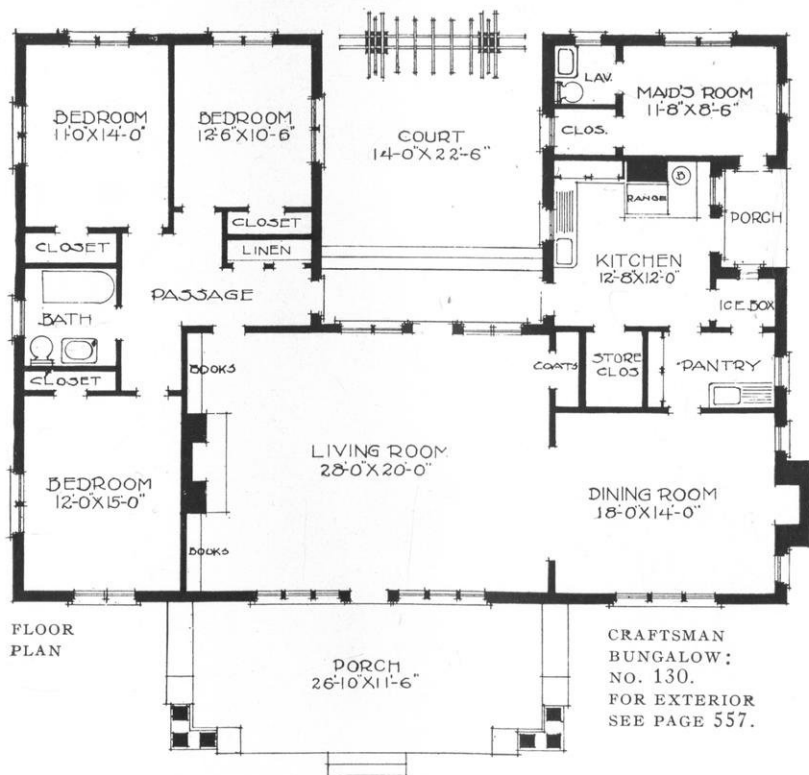 BEDROOM
11'-0"X14'-0"
BEDROOM
12'-6"X10'-6"
COURT
14'-0"X22'-6"
LAV.
MAID'S ROOM
11'-8"X8'-6"
CLOS.
CLOSET
CLOSET
LINEN
RANGE
B
PORCH
KITCHEN
12'-8"X12'-0"
PASSAGE
BATH
ICE BOX
CLOSET
BOOKS
COATS
STORE
CLOS
PANTRY
BEDROOM
12'-0"X15'-0"
LIVING ROOM
28'-0"X20'-0"
DINING ROOM
18'-0"X14'-0"
BOOKS
FLOOR
PLAN
PORCH
26'-10"X11'-6"
CRAFTSMAN
BUNGALOW:
NO. 130.
FOR EXTERIOR
SEE PAGE 557.